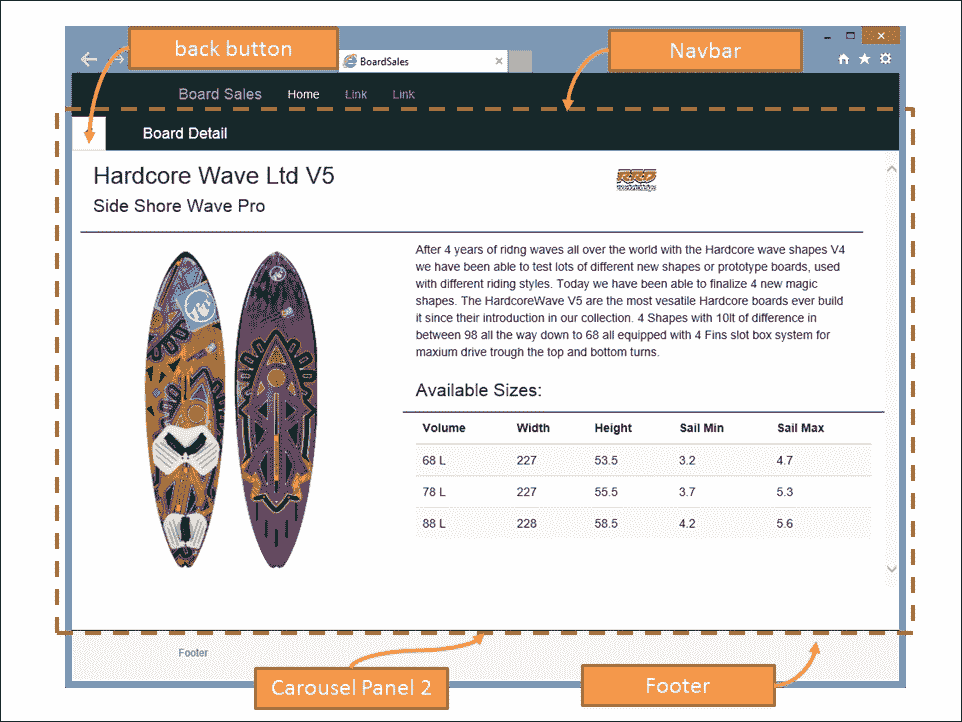 back button
Navbar
BoardSales
Board Sales Home Link Link
Board Detail
Hardcore Wave Ltd V5
RRD
Side Shore Wave Pro
After 4 years of ridng waves all over the world with the Hardcore wave shapes V4
we have been able to test lots of different new shapes or prototype boards, used
with different riding styles. Today we have been able to finalize 4 new magic
shapes. The HardcoreWave V5 are the most vesatile Hardcore boards ever build
it since their introduction in our collection. 4 Shapes with 10lt of difference in
between 98 all the way down to 68 all equipped with 4 Fins slot box system for
maxium drive trough the top and bottom turns.
Available Sizes:
Volume Width Height Sail Min Sail Max
68 L 227 53.5 3.2 4.7
78 L 227 55.5 3.7 5.3
88 L 228 58.5 4.2 5.6
Footer
Carousel Panel 2
Footer